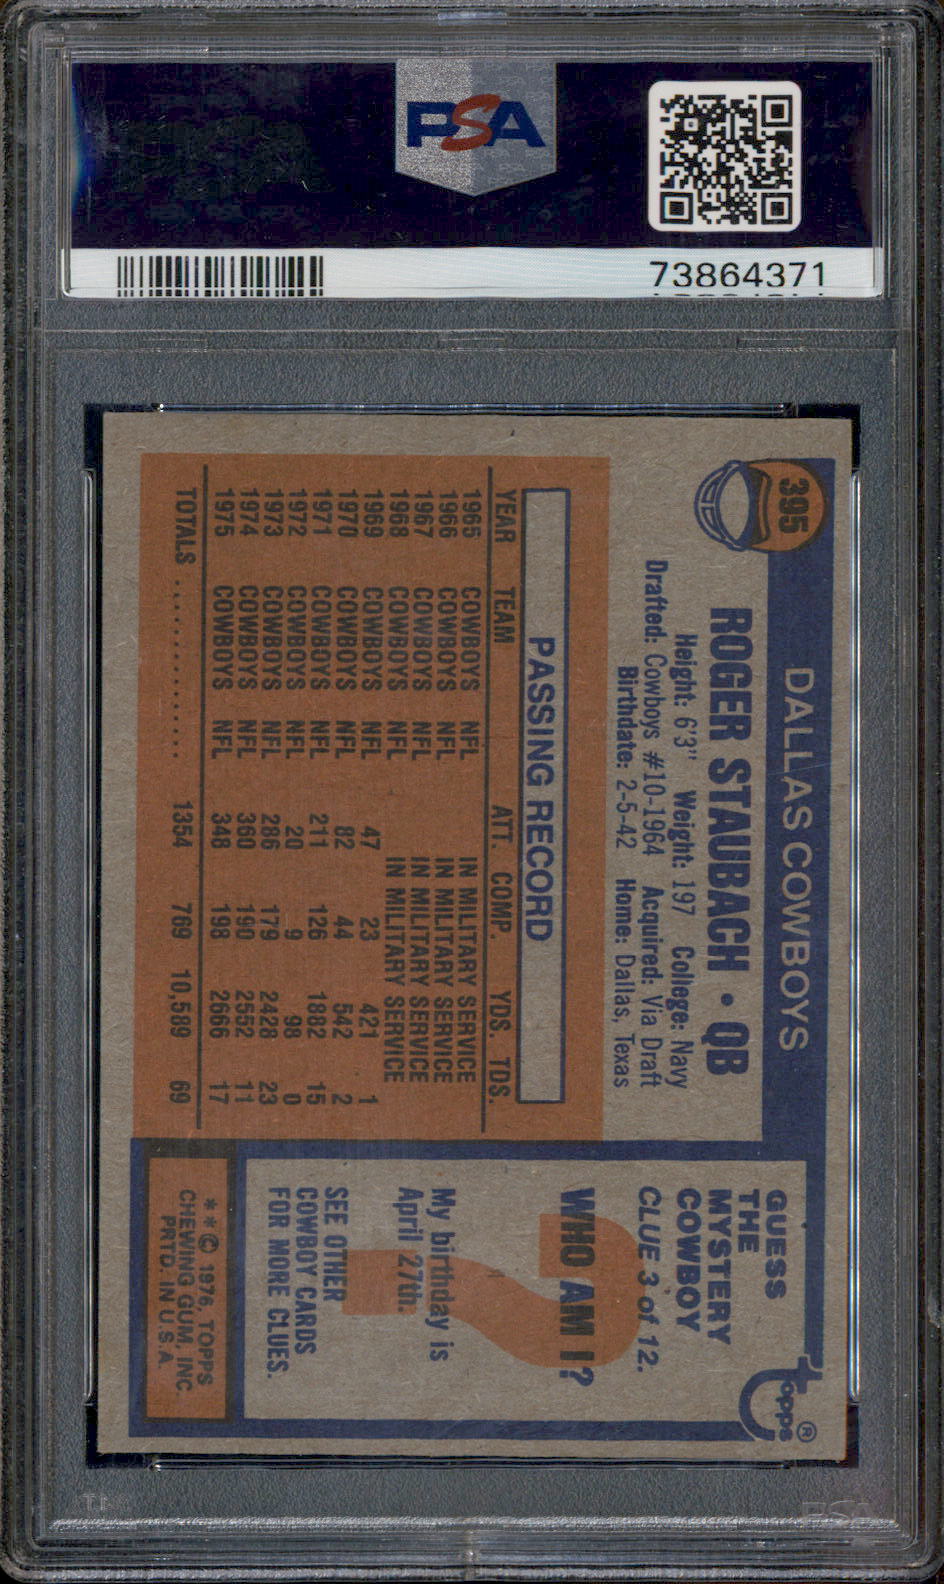 PSA
73864371
395
DALLAS COWBOYS
ROGER STAUBACH • QB
Height: 6'3" Weight: 197 College: Navy
Drafted: Cowboys #10-1964 Acquired: Via Draft
Birthdate: 2-5-42 Home: Dallas, Texas
PASSING RECORD
YEAR TEAM ATT. COMP. YDS. TDS.
1965 COWBOYS NFL IN MILITARY SERVICE
1966 COWBOYS NFL IN MILITARY SERVICE
1967 COWBOYS NFL IN MILITARY SERVICE
1968 COWBOYS NFL IN MILITARY SERVICE
1969 COWBOYS NFL 47 23 421 1
1970 COWBOYS NFL 82 44 542 2
1971 COWBOYS NFL 211 126 1882 15
1972 COWBOYS NFL 20 9 98 0
1973 COWBOYS NFL 286 179 2428 23
1974 COWBOYS NFL 360 190 2552 11
1975 COWBOYS NFL 348 198 2666 17
TOTALS .............. 1354 769 10,589 69
GUESS
THE
MYSTERY
COWBOY
CLUE 3 of 12.
WHO AM I?
My birthday is
April 27th.
SEE OTHER
COWBOY CARDS
FOR MORE CLUES.
**© 1976, TOPPS
CHEWING GUM, INC.
PRTD. IN U.S.A
topps®
PSA